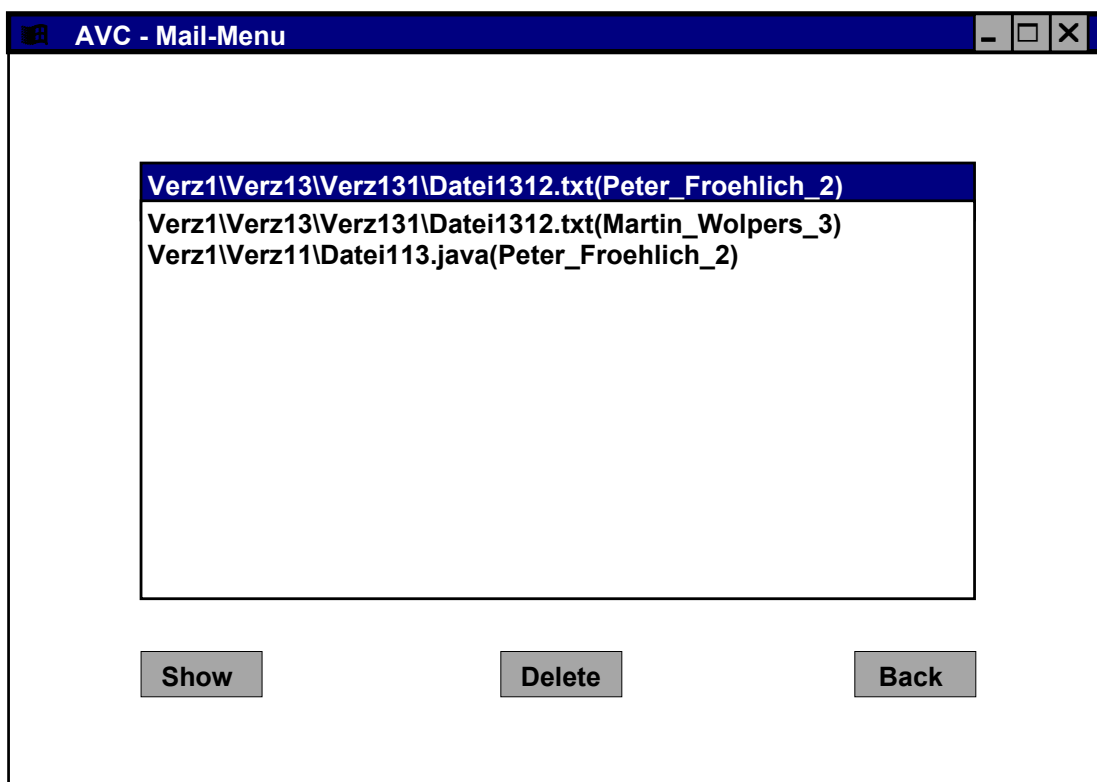 AVC - Mail-Menu
Verz1\Verz13\Verz131\Datei1312.txt(Peter_Froehlich_2)
Verz1\Verz13\Verz131\Datei1312.txt(Martin_Wolpers_3)
Verz1\Verz11\Datei113.java(Peter_Froehlich_2)
Show Delete Back